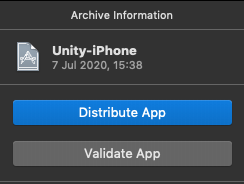 Archive Information
Unity-iPhone
7 Jul 2020, 15:38
Distribute App
Validate App